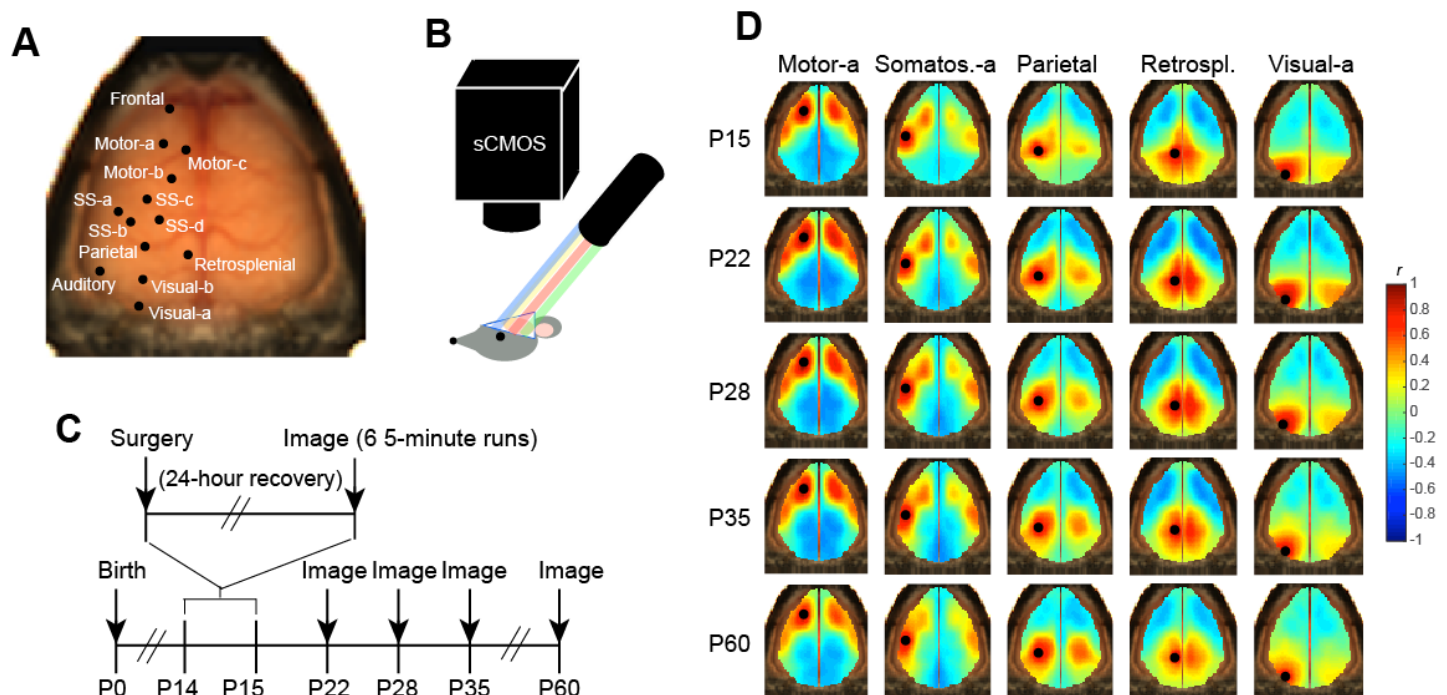 A
Frontal
Motor-a
Motor-c
Motor-b
SS-a
SS-c
SS-b
SS-d
Parietal
Retrosplenial
Auditory
Visual-b
Visual-a
B
sCMOS
C
Surgery
Image (6 5-minute runs)
(24-hour recovery)
Birth
Image
Image
Image
Image
P0
P14
P15
P22
P28
P35
P60
D
Motor-a
Somatos.-a
Parietal
Retrospl.
Visual-a
P15
P22
P28
P35
P60
r
1
0.8
0.6
0.4
0.2
0
-0.2
-0.4
-0.6
-0.8
-1